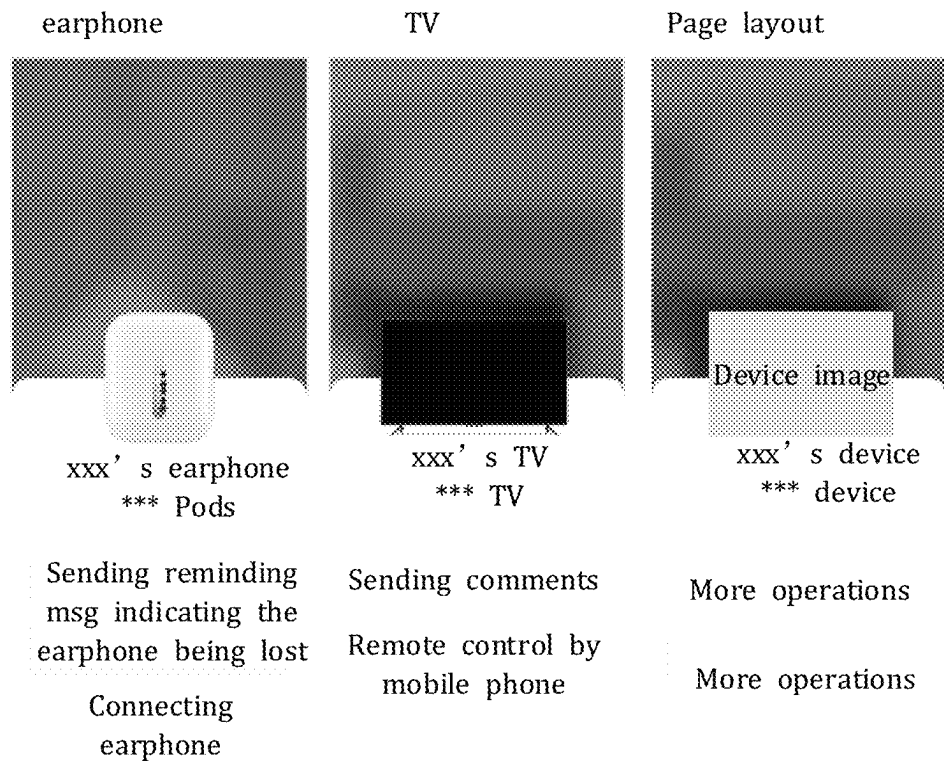 earphone
TV
Page layout
Device image
xxx' s earphone
*** Pods
xxx' s TV
*** TV
xxx' s device
*** device
Sending reminding
msg indicating the
earphone being lost
Connecting
earphone
Sending comments
Remote control by
mobile phone
More operations
More operations